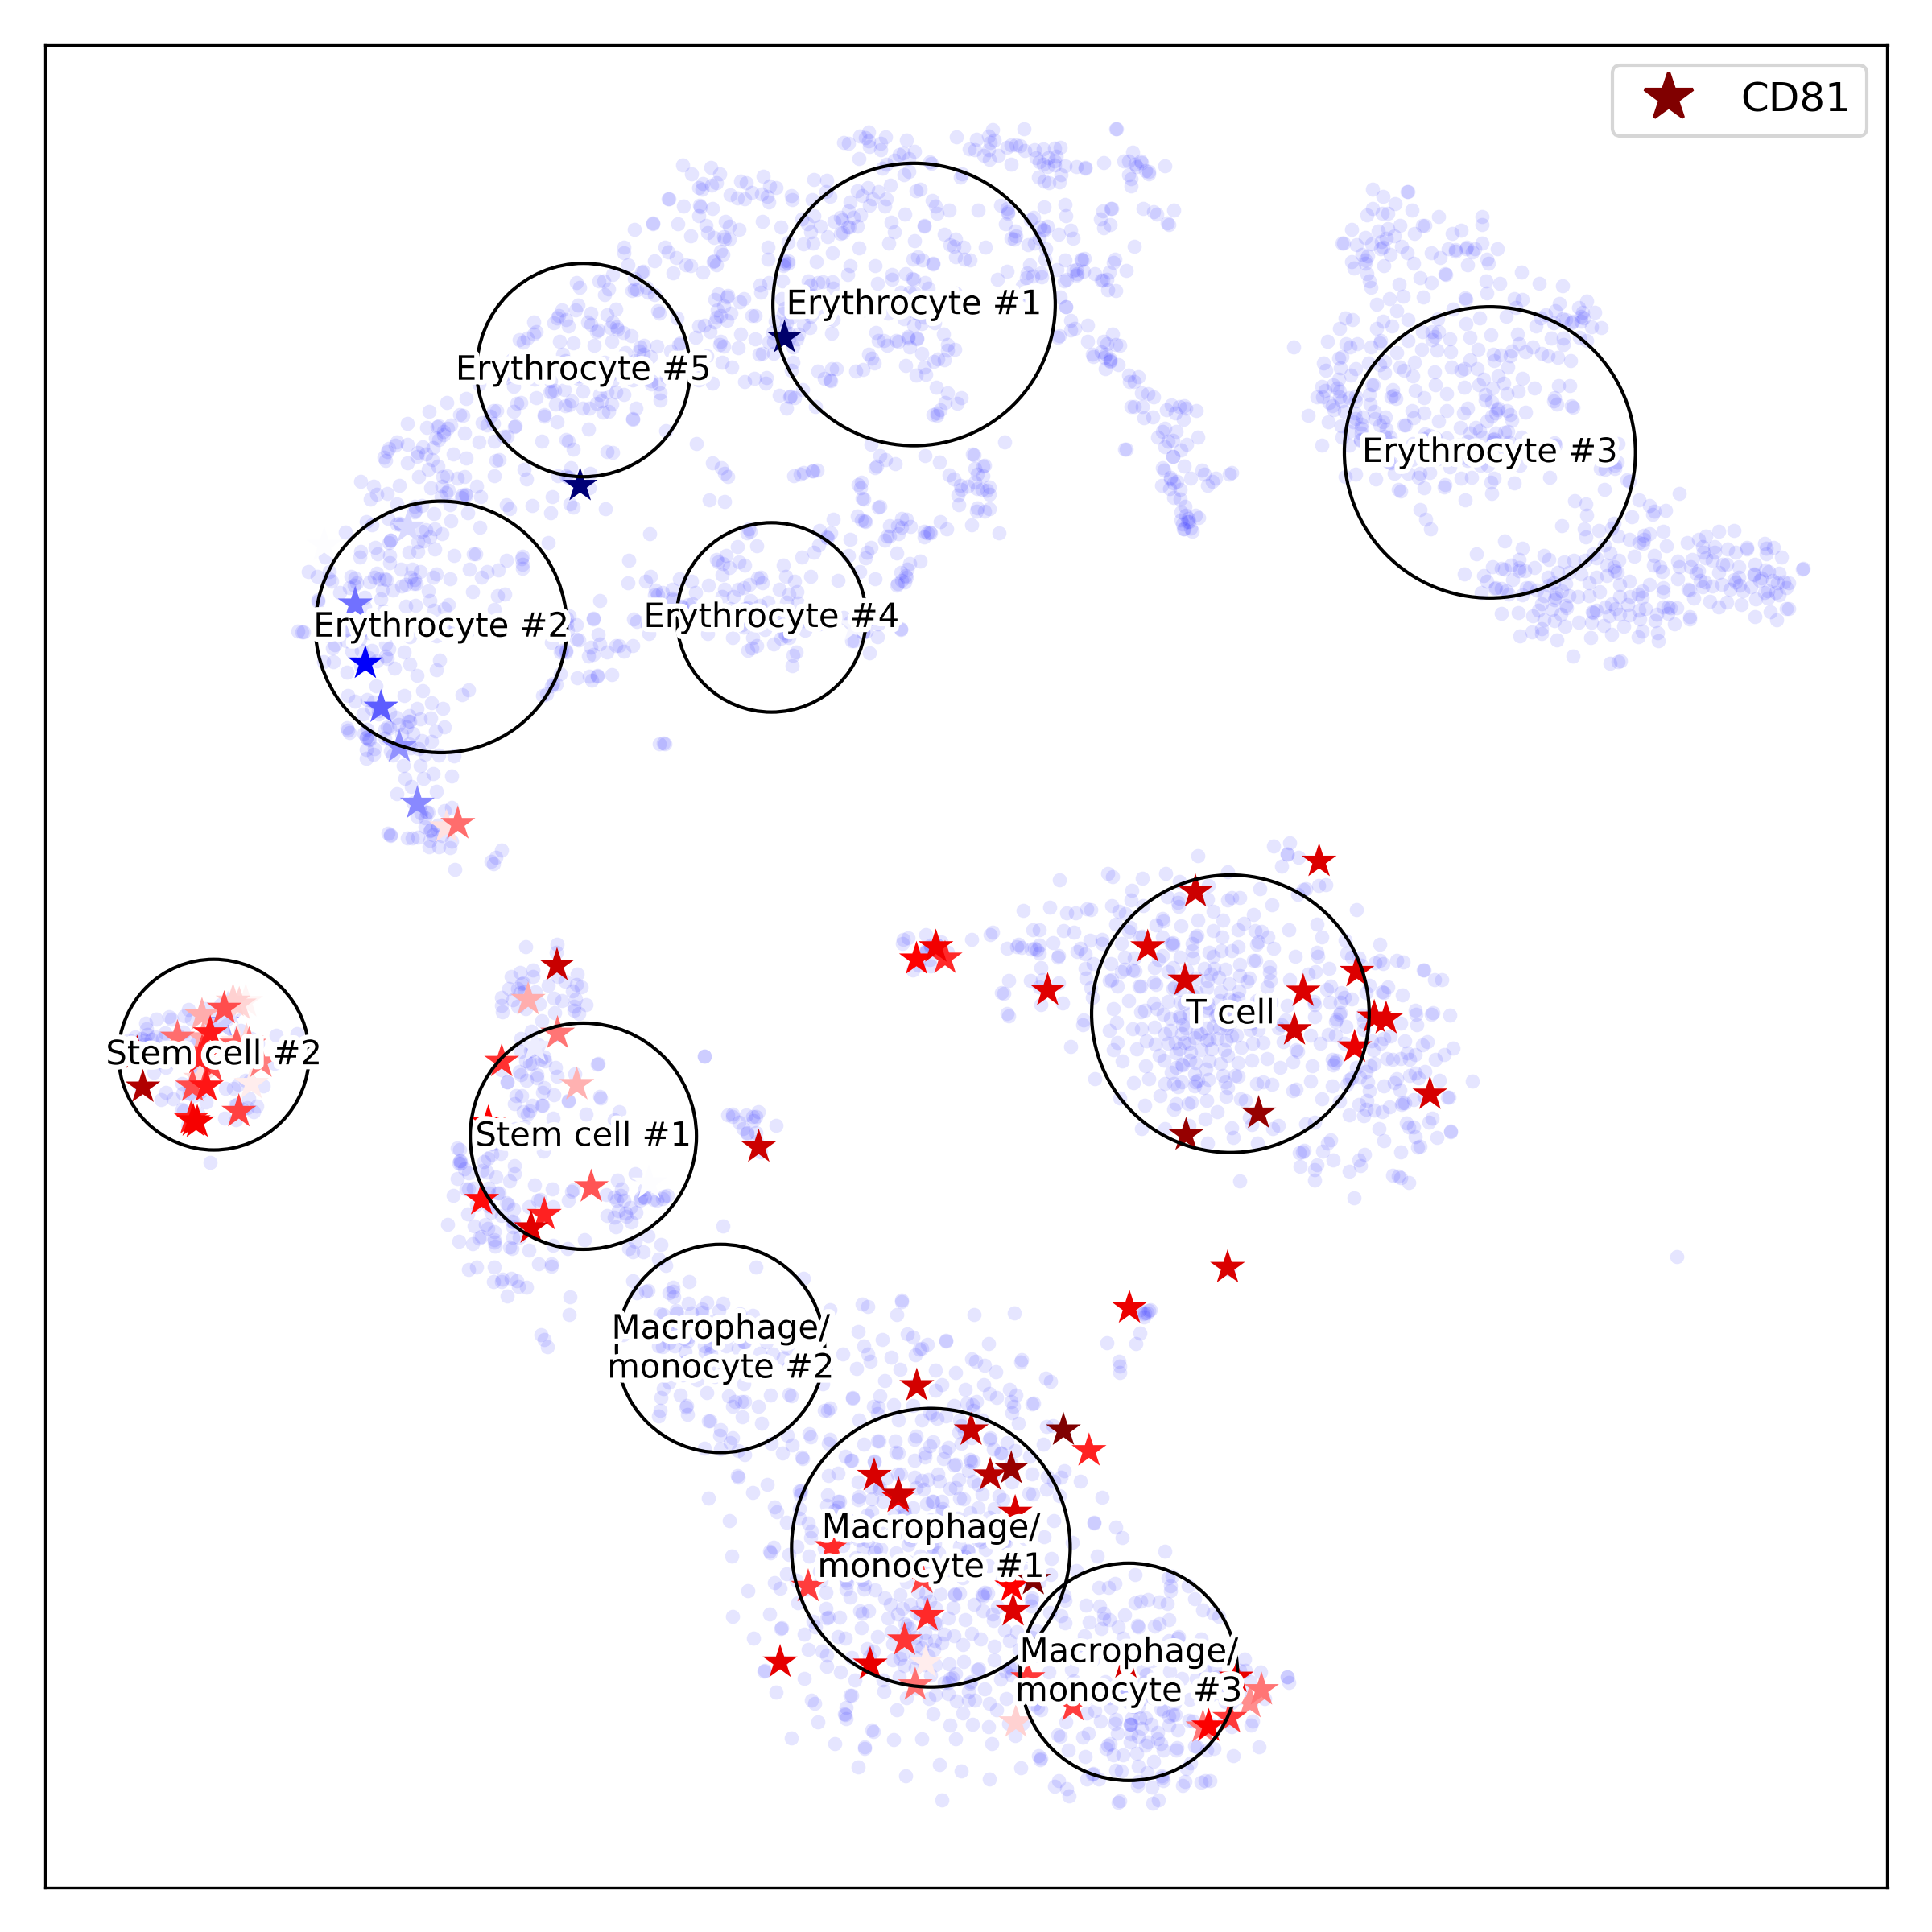 CD81
Erythrocyte #1
Erythrocyte #5
Erythrocyte #3
Erythrocyte #4
Erythrocyte #2
T cell
Stem cell #2
Stem cell #1
Macrophage/
monocyte #2
Macrophage/
monocyte #1
Macrophage/
monocyte #3